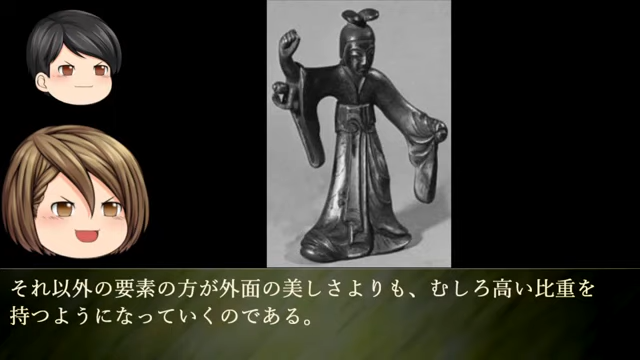 それ以外の要素の方が外面の美しさよりも、むしろ高い比重を
持つようになっていくのである。